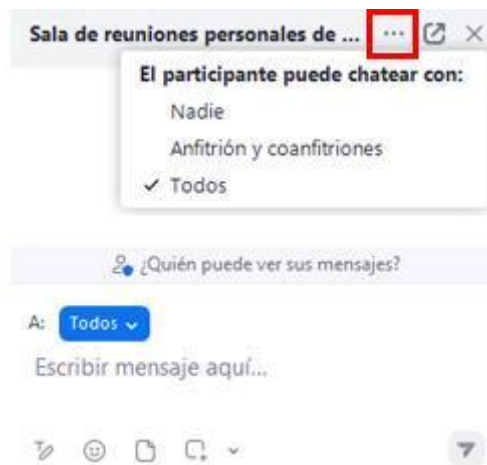 Sala de reuniones personales de ...
El participante puede chatear con:
Nadie
Anfitrión y coanfitriones
✓ Todos
¿Quién puede ver sus mensajes?
A: Todos
Escribir mensaje aquí...